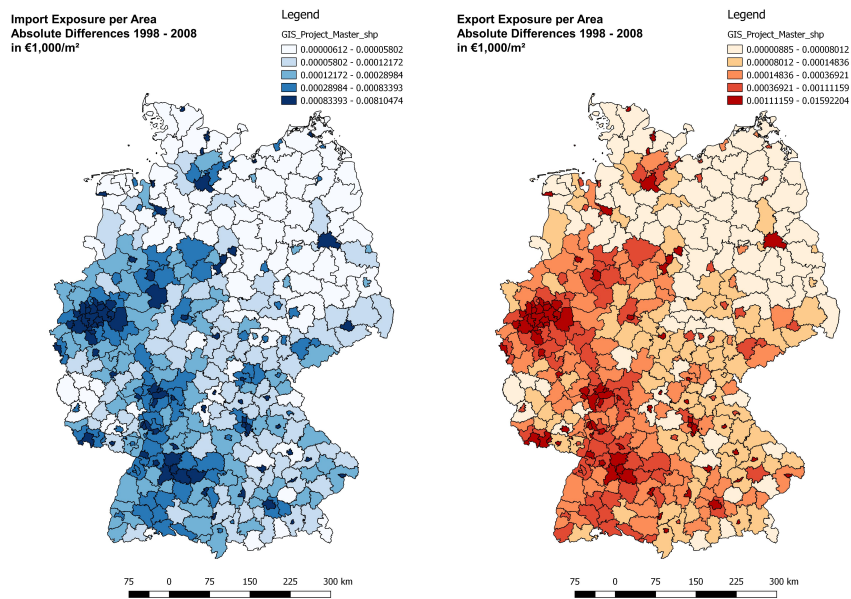 Import Exposure per Area
Absolute Differences 1998 - 2008
in €1,000/m²
Legend
GIS_Project_Master_shp
0.00000612 - 0.00005802
0.00005802 - 0.00012172
0.00012172 - 0.00028984
0.00028984 - 0.00083393
0.00083393 - 0.00810474
75 0 75 150 225 300 km
Export Exposure per Area
Absolute Differences 1998 - 2008
in €1,000/m²
Legend
GIS_Project_Master_shp
0.00000885 - 0.00008012
0.00008012 - 0.00014836
0.00014836 - 0.00036921
0.00036921 - 0.00111159
0.00111159 - 0.01592204
75 0 75 150 225 300 km